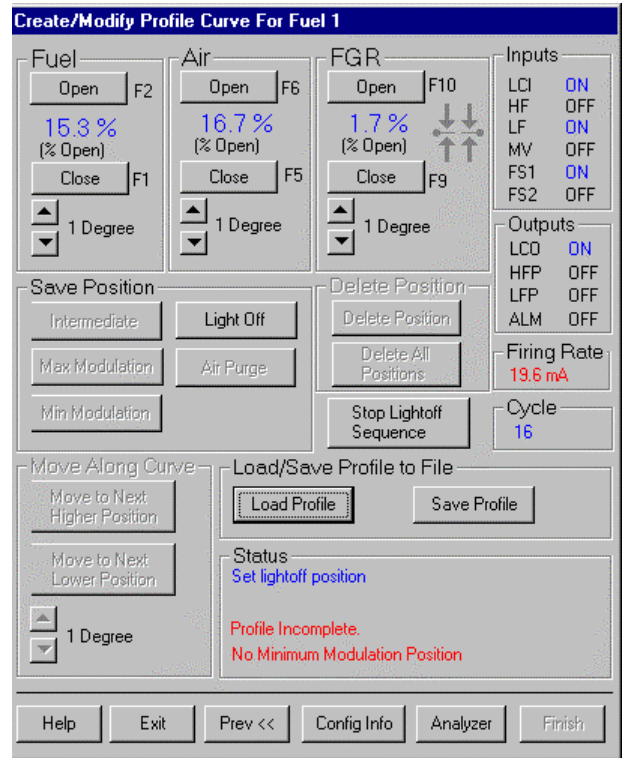 Create/Modify Profile Curve For Fuel 1
Fuel
Open F2
15.3 %
(% Open)
Close F1
1 Degree
Air
Open F6
16.7 %
(% Open)
Close F5
1 Degree
FGR
Open F10
1.7 %
(% Open)
Close F9
1 Degree
Inputs
LCI ON
HF OFF
LF ON
MV OFF
FS1 ON
FS2 OFF
Outputs
LCO ON
HFP OFF
LFP OFF
ALM OFF
Save Position
Intermediate Light Off
Max Modulation Air Purge
Min Modulation
Delete Position
Delete Position
Delete All
Positions
Stop Lightoff
Sequence
Firing Rate
19.6 mA
Cycle
16
Move Along Curve
Move to Next
Higher Position
Move to Next
Lower Position
1 Degree
Load/Save Profile to File
Load Profile Save Profile
Status
Set lightoff position
Profile Incomplete.
No Minimum Modulation Position
Help Exit Prev << Config Info Analyzer Finish